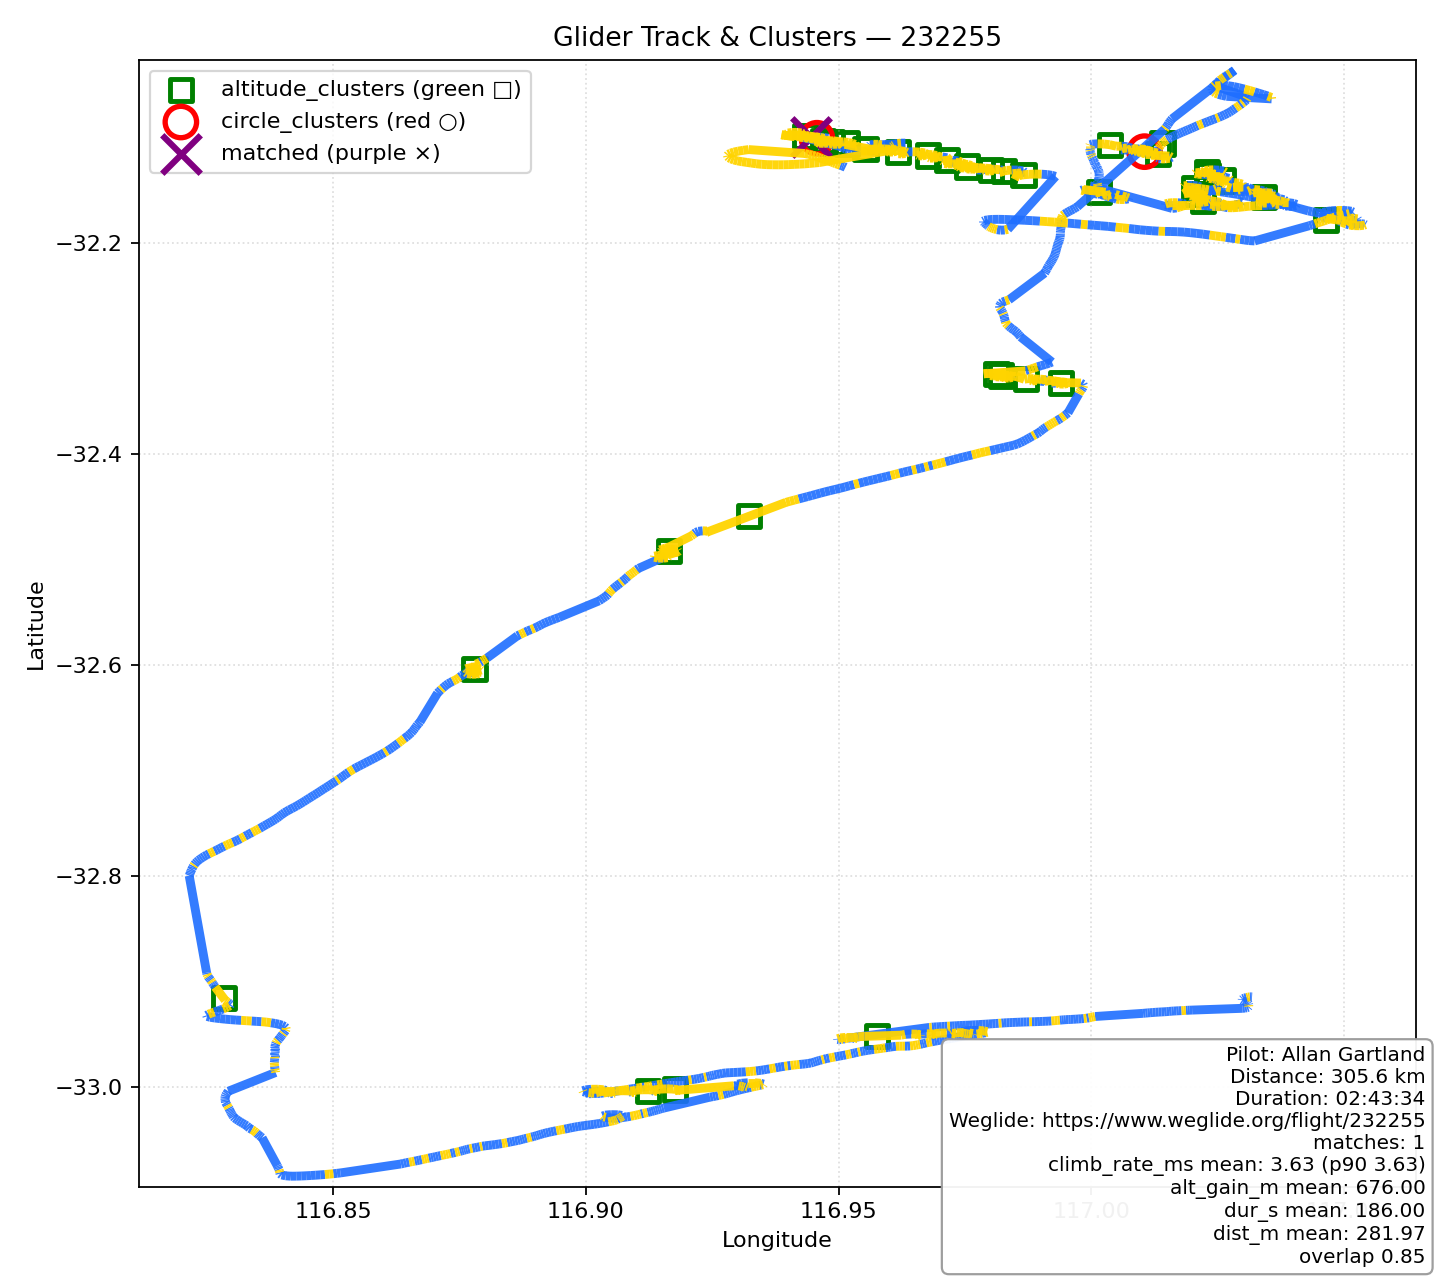 Glider Track & Clusters — 232255
altitude_clusters (green □)
circle_clusters (red ○)
matched (purple ×)
Latitude
−32.2
−32.4
−32.6
−32.8
−33.0
116.85
116.90
116.95
117.00
Longitude
Pilot: Allan Gartland
Distance: 305.6 km
Duration: 02:43:34
Weglide: https://www.weglide.org/flight/232255
matches: 1
climb_rate_ms mean: 3.63 (p90 3.63)
alt_gain_m mean: 676.00
dur_s mean: 186.00
dist_m mean: 281.97
overlap 0.85